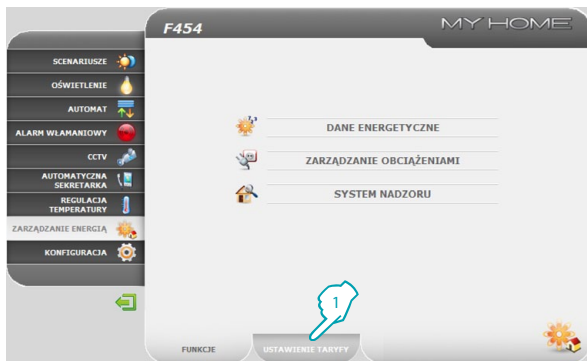 F454
MY HOME
SCENARIUSZE
OŚWIETLENIE
AUTOMAT
ALARM WŁAMANIOWY
CCTV
AUTOMATYCZNA
SEKRETARKA
REGULACJA
TEMPERATURY
ZARZĄDZANIE ENERGIĄ
KONFIGURACJA
DANE ENERGETYCZNE
ZARZĄDZANIE OBCIĄŻENIAMI
SYSTEM NADZORU
1
FUNKCJE
USTAWIENIE TARYFY